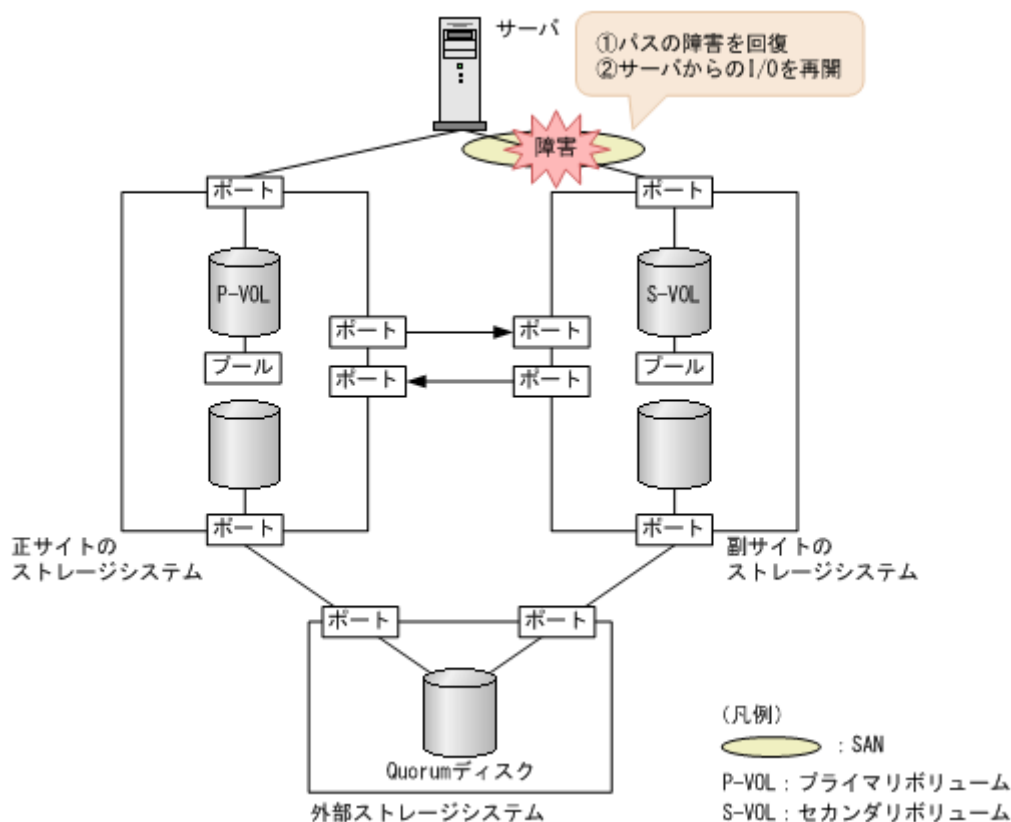 サーバ
①パスの障害を回復
②サーバからのI/Oを再開
障害
ポート
ポート
P-VOL
S-VOL
ポート
ポート
プール
ポート
ポート
プール
ポート
ポート
正サイトの
ストレージシステム
副サイトの
ストレージシステム
ポート
ポート
Quorumディスク
外部ストレージシステム
(凡例)
：SAN
P-VOL：プライマリボリューム
S-VOL：セカンダリボリューム